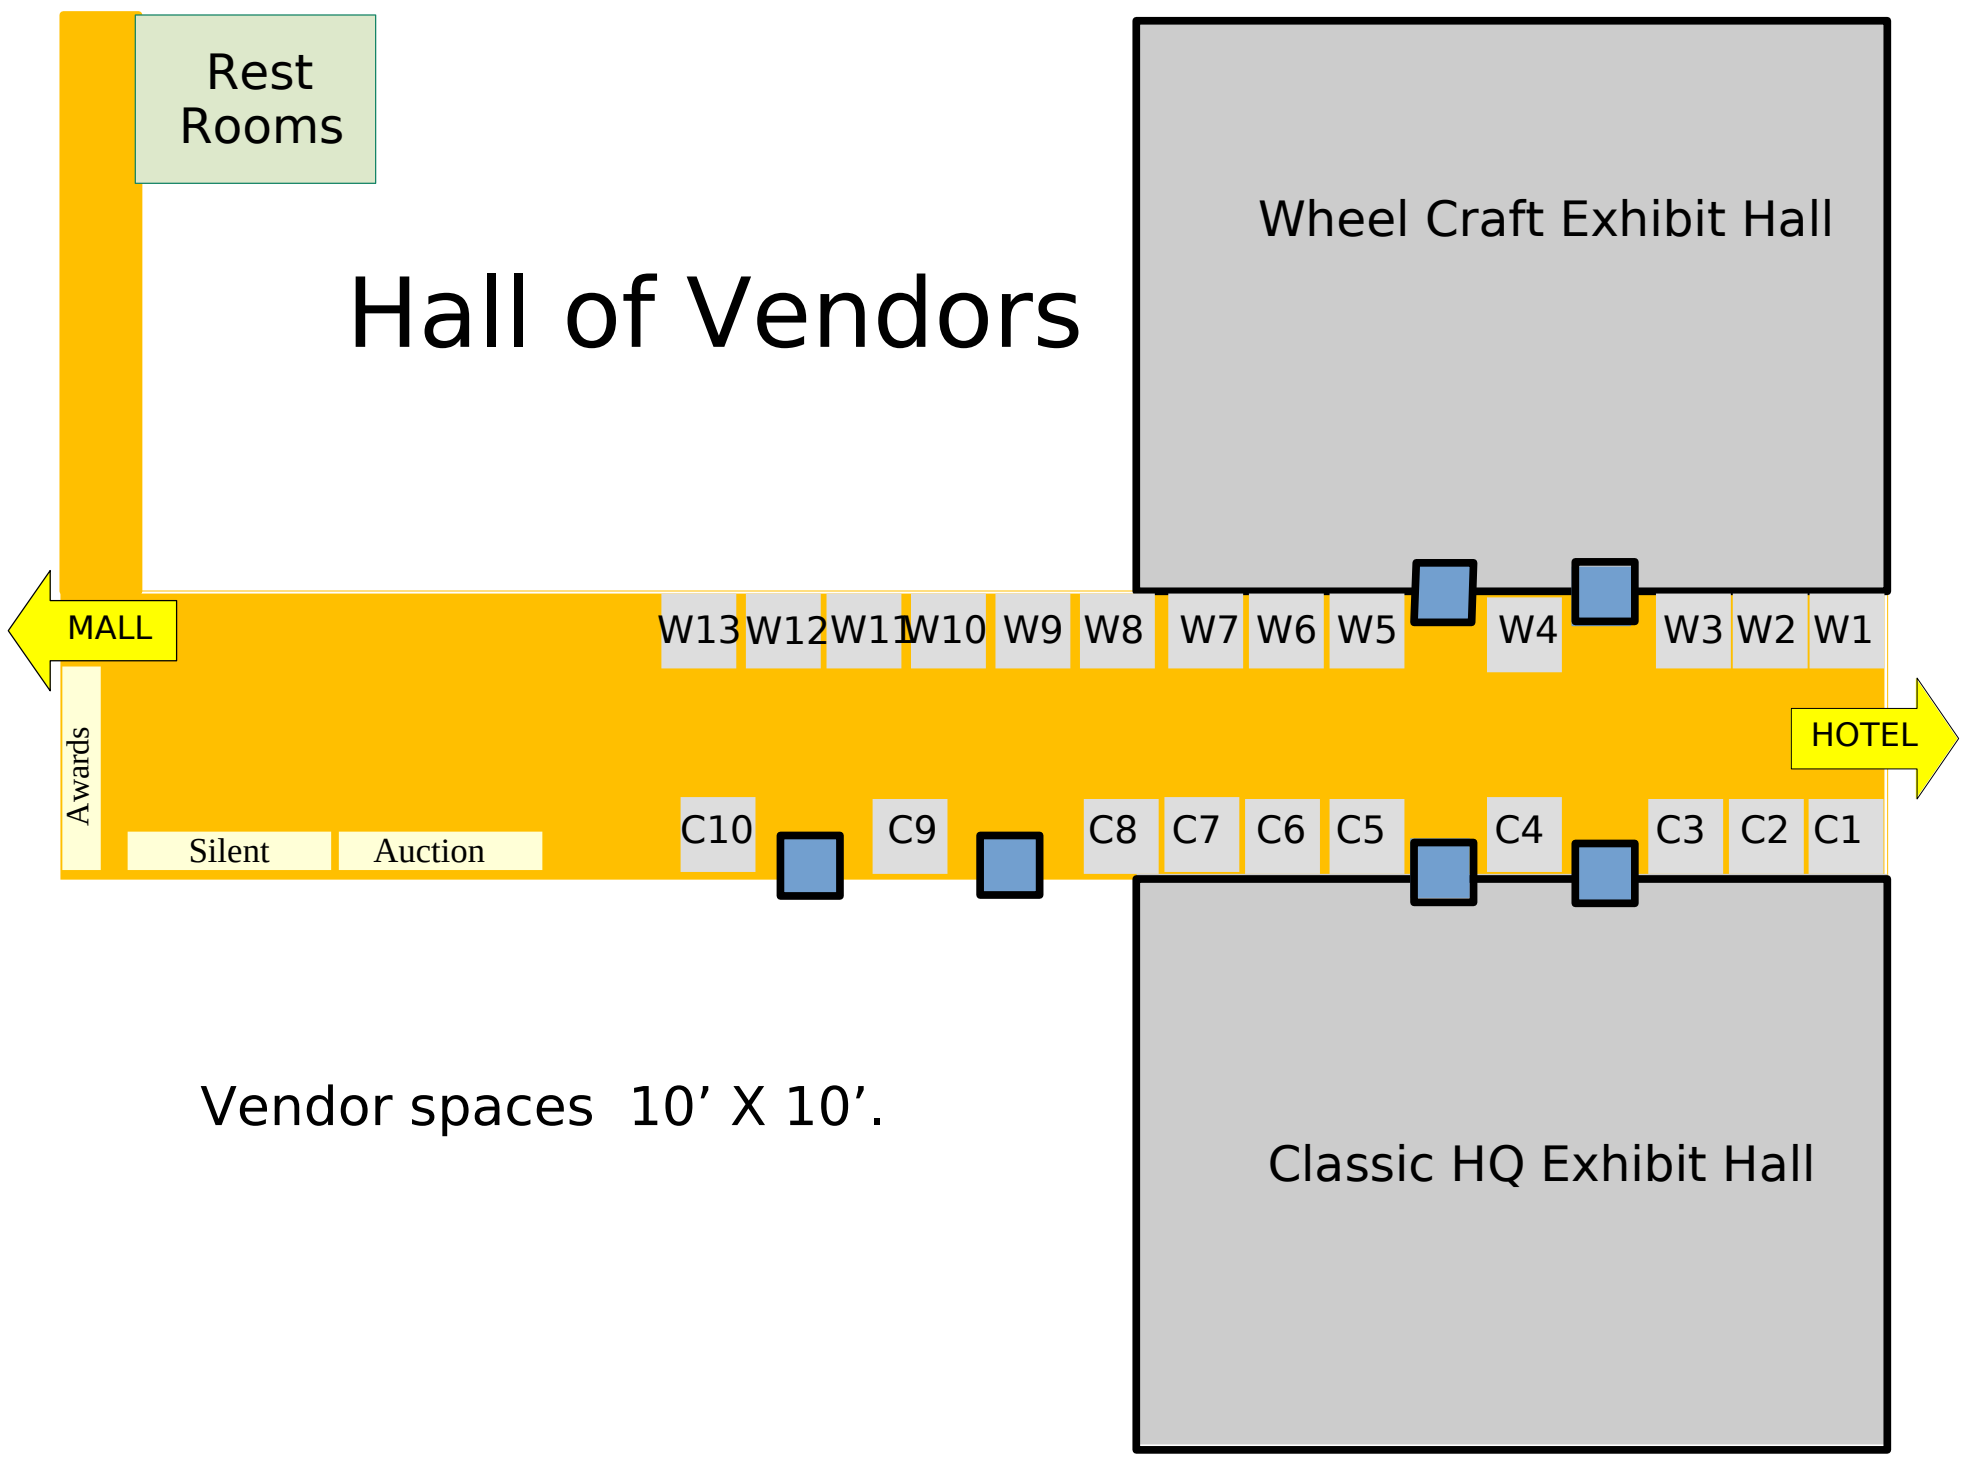 Rest
Rooms
Wheel Craft Exhibit Hall
Hall of Vendors
MALL
W13 W12 W11 W10 W9 W8 W7 W6 W5 W4 W3 W2 W1
HOTEL
Awards
C10 C9 C8 C7 C6 C5 C4 C3 C2 C1
Silent Auction
Vendor spaces 10’ X 10’.
Classic HQ Exhibit Hall